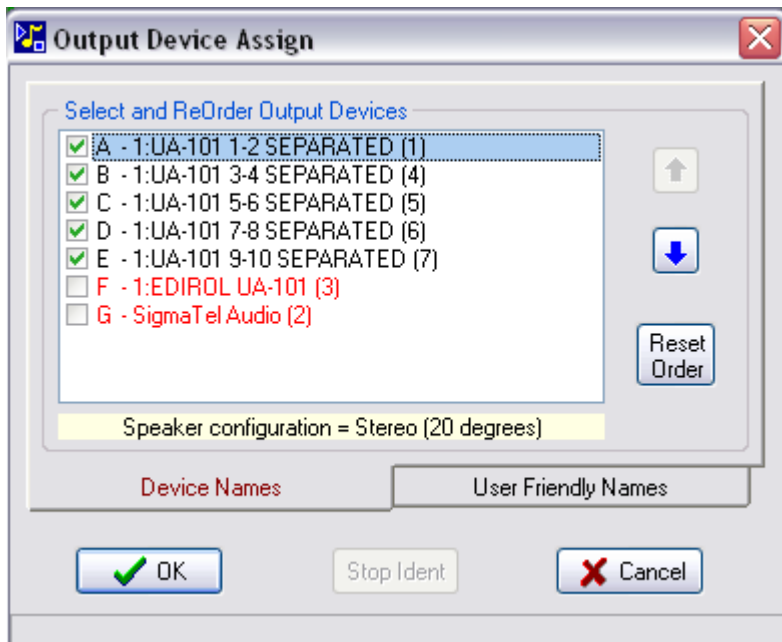 Output Device Assign
Select and ReOrder Output Devices
A - 1:UA-101 1-2 SEPARATED (1)
B - 1:UA-101 3-4 SEPARATED (4)
C - 1:UA-101 5-6 SEPARATED (5)
D - 1:UA-101 7-8 SEPARATED (6)
E - 1:UA-101 9-10 SEPARATED (7)
F - 1:EDIROL UA-101 (3)
G - SigmaTel Audio (2)
Reset
Order
Speaker configuration = Stereo (20 degrees)
Device Names
User Friendly Names
OK
Stop Ident
Cancel